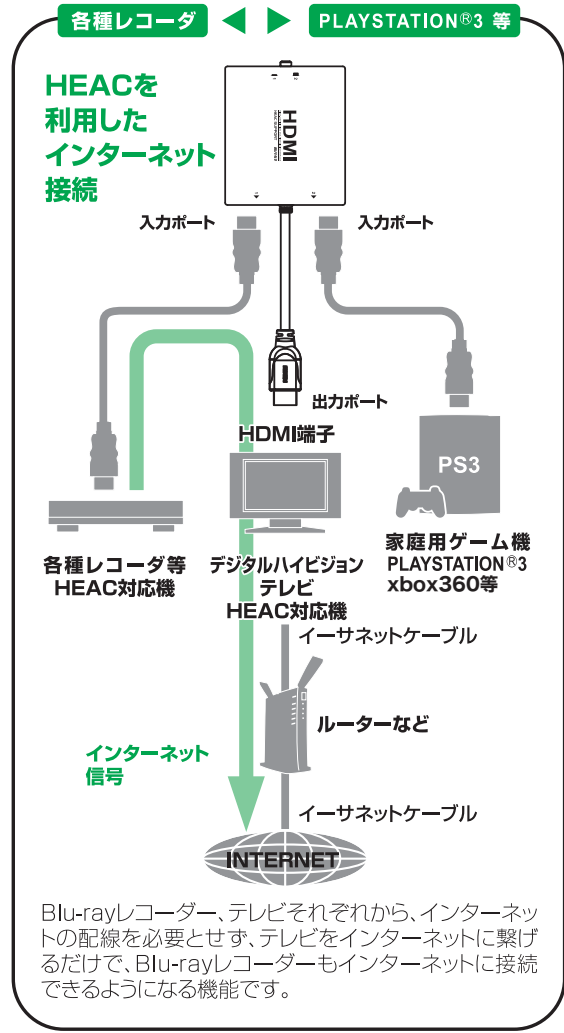 各種レコーダ
PLAYSTATION®3 等
HEACを
利用した
インターネット
接続
HDMI
入力ポート
入力ポート
出力ポート
HDMI端子
PS3
各種レコーダ等
HEAC対応機
デジタルハイビジョン
テレビ
HEAC対応機
家庭用ゲーム機
PLAYSTATION®3
xbox360等
イーサネットケーブル
ルーターなど
インターネット
信号
イーサネットケーブル
INTERNET
Blu-rayレコーダー、テレビそれぞれから、インターネッ
トの配線を必要とせず、テレビをインターネットに繋げ
るだけで、Blu-rayレコーダーもインターネットに接続
できるようになる機能です。